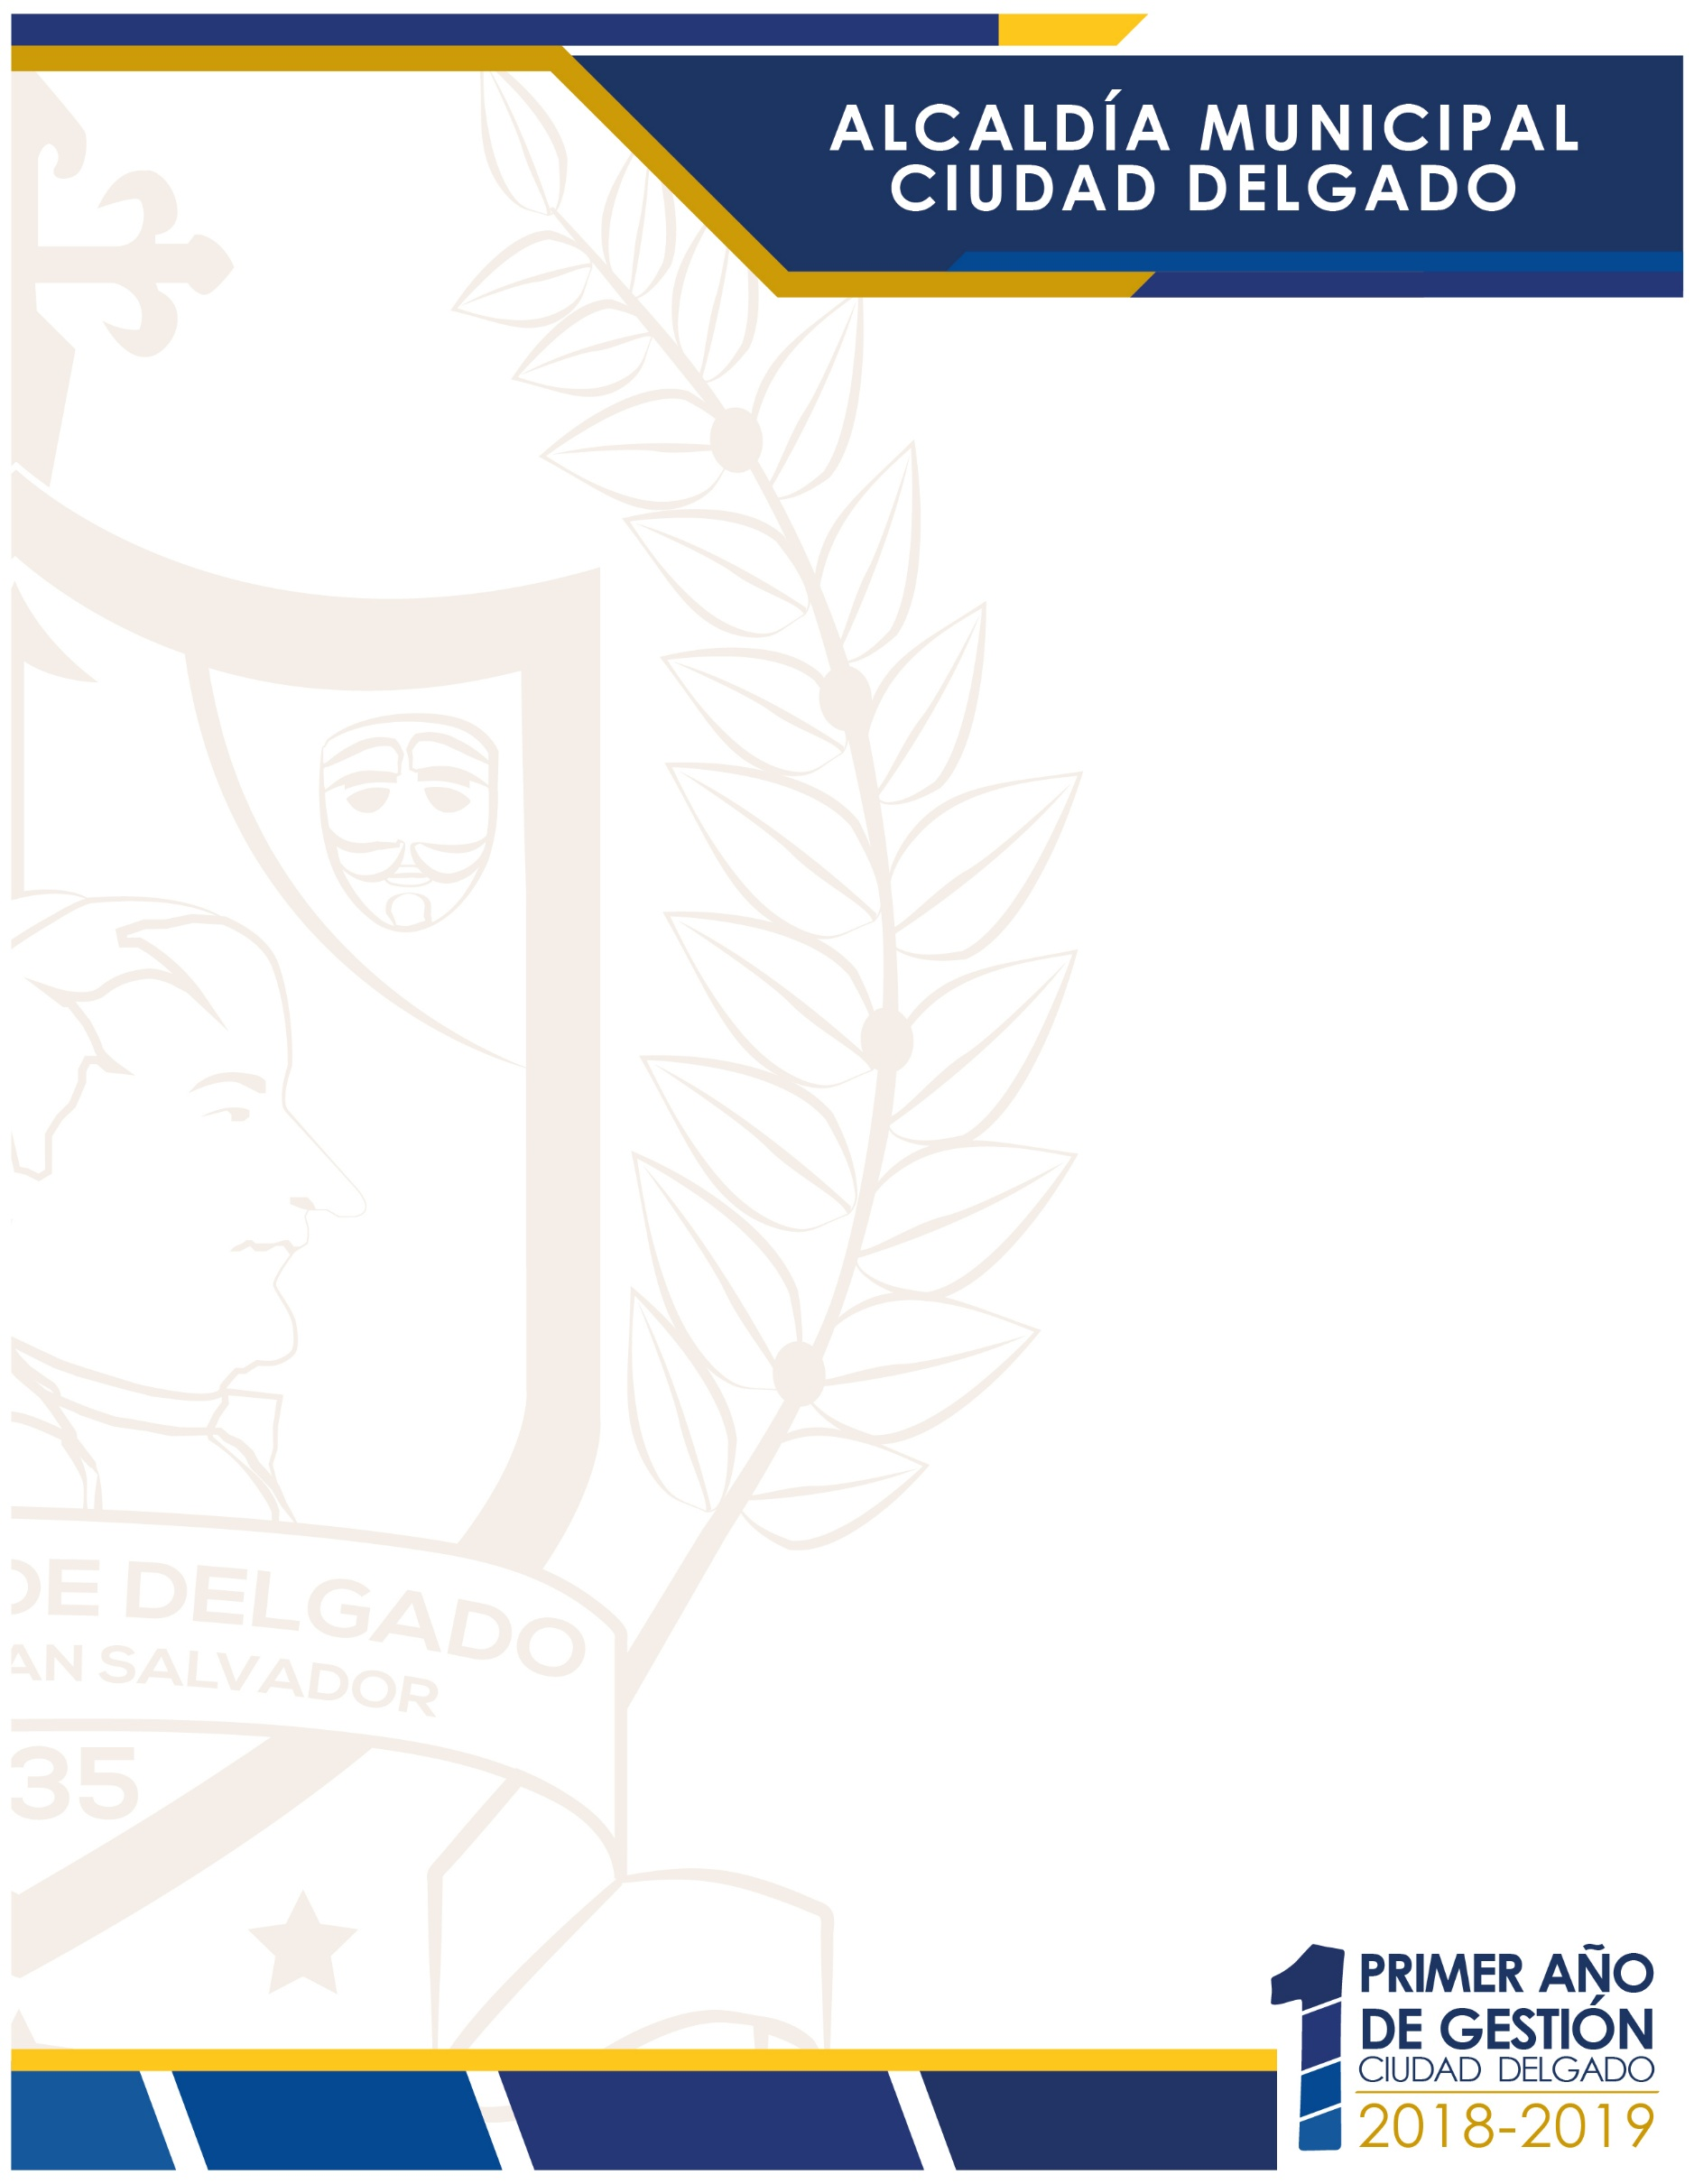 ALCALDÍA MUNICIPAL
CIUDAD DELGADO
DE DELGADO
AN SALVADOR
35
1
PRIMER AÑO
DE GESTIÓN
CIUDAD DELGADO
2018-2019